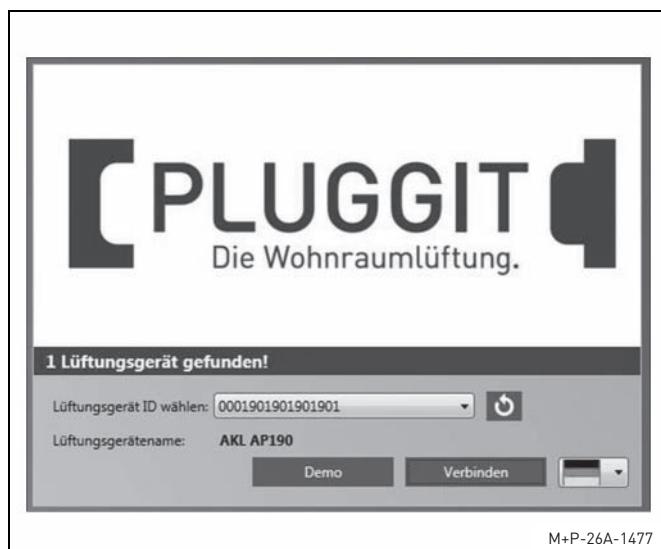 PLUGGIT
Die Wohnraumlüftung.
1 Lüftungsgerät gefunden!
Lüftungsgerät ID wählen: 0001901901901901
Lüftungsgerätename: AKL AP190
Demo Verbinden
M+P-26A-1477